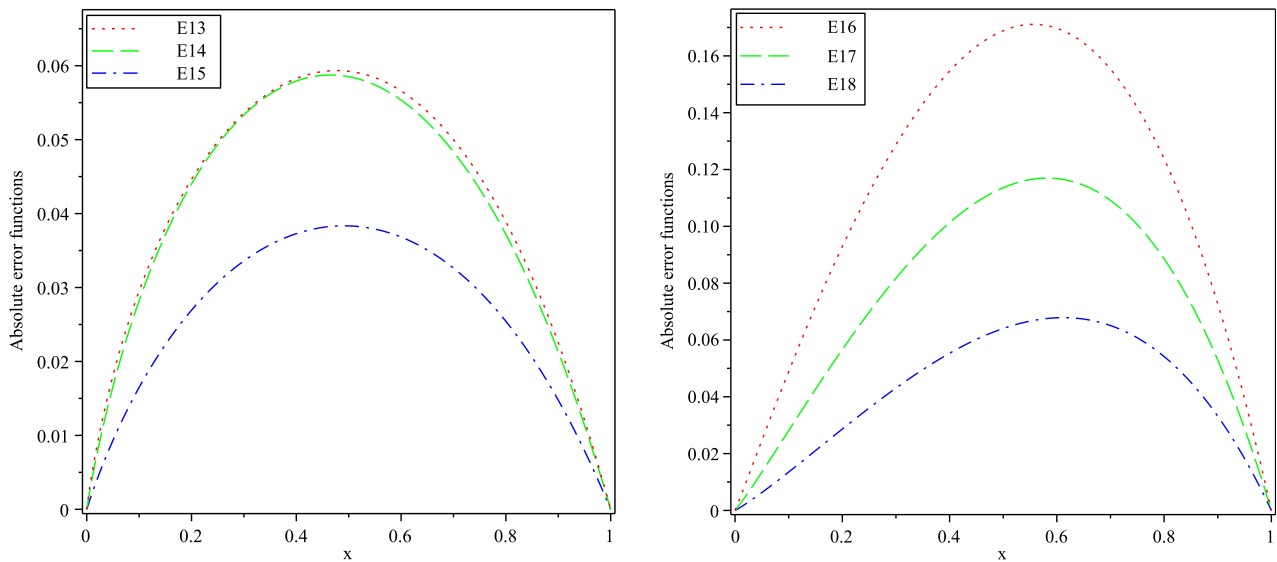 E13
E14
E15
0.06
0.05
0.04
0.03
0.02
0.01
0
0 0.2 0.4 0.6 0.8 1
x
Absolute error functions
E16
E17
E18
0.16
0.14
0.12
0.10
0.08
0.06
0.04
0.02
0
0 0.2 0.4 0.6 0.8 1
x
Absolute error functions